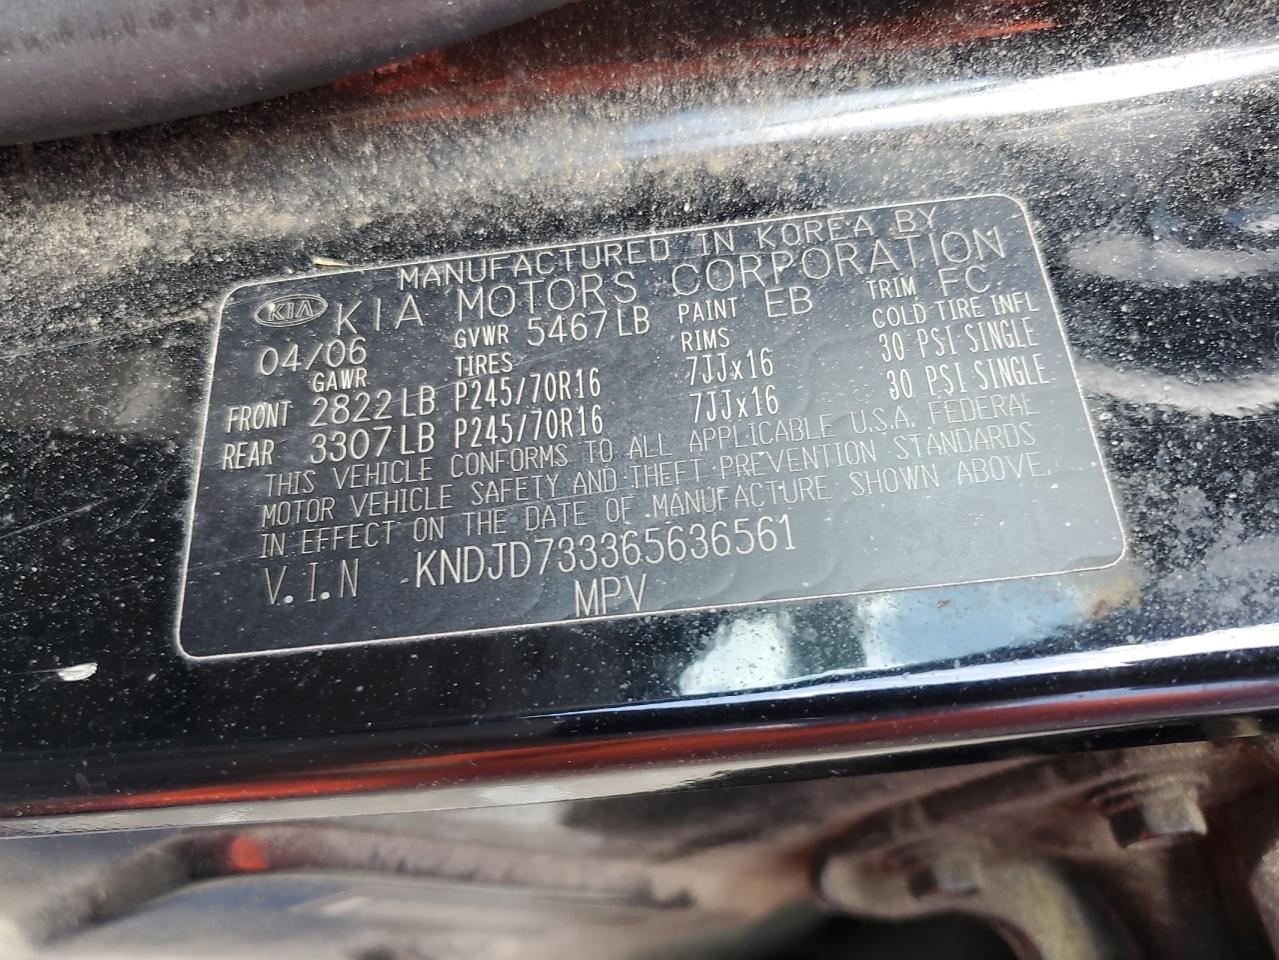 MANUFACTURED IN KOREA BY
KIA KIA MOTORS CORPORATION
04/06 GVWR 5467LB PAINT EB TRIM FC
GAWR TIRES RIMS COLD TIRE INFL
FRONT 2822LB P245/70R16 7JJx16 30 PSI SINGLE
REAR 3307LB P245/70R16 7JJx16 30 PSI SINGLE
THIS VEHICLE CONFORMS TO ALL APPLICABLE U.S.A. FEDERAL
MOTOR VEHICLE SAFETY AND THEFT PREVENTION STANDARDS
IN EFFECT ON THE DATE OF MANUFACTURE SHOWN ABOVE.
V.I.N KNDJD733365636561
MPV